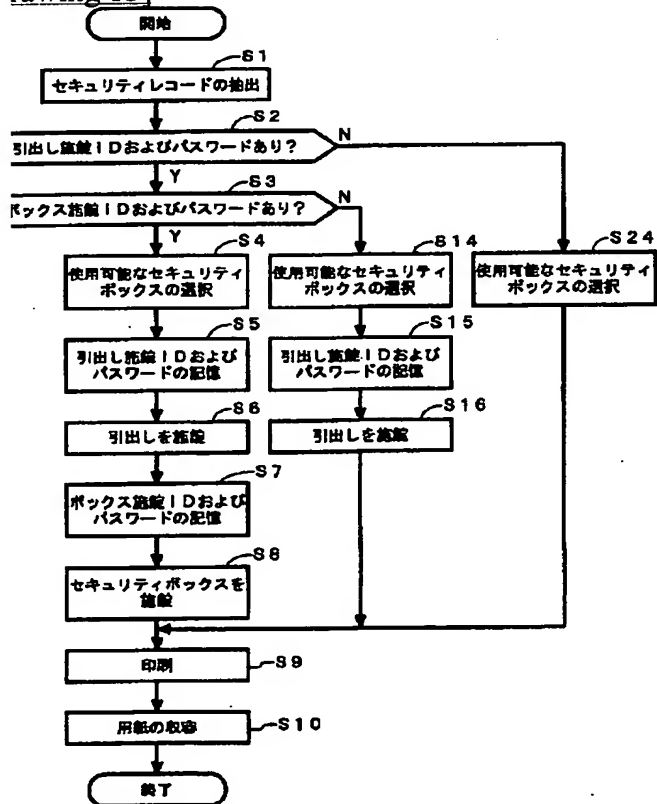 開始
S1
セキュリティレコードの抽出
S2
引出し施錠IDおよびパスワードあり?
N
Y
S3
ボックス施錠IDおよびパスワードあり?
N
Y
S4
使用可能なセキュリティ
ボックスの選択
S14
使用可能なセキュリティ
ボックスの選択
S24
使用可能なセキュリティ
ボックスの選択
S5
引出し施錠IDおよび
パスワードの記憶
S15
引出し施錠IDおよび
パスワードの記憶
S6
引出しを施錠
S16
引出しを施錠
S7
ボックス施錠IDおよび
パスワードの記憶
S8
セキュリティボックスを
施錠
印刷
S9
用紙の収容
S10
終了